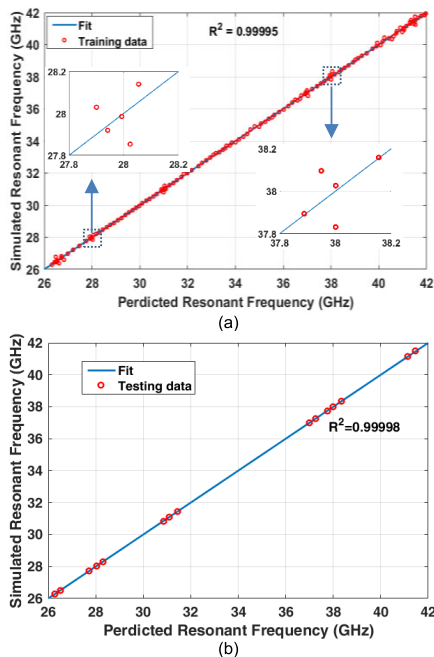 42
40
38
36
34
32
30
28
26
Simulated Resonant Frequency (GHz)
Fit
Training data
R2 = 0.99995
28.2
28
27.8
27.8 28 28.2
38.2
38
37.8
37.8 38 38.2
26 28 30 32 34 36 38 40 42
Perdicted Resonant Frequency (GHz)
(a)
42
40
38
36
34
32
30
28
26
Simulated Resonant Frequency (GHz)
Fit
Testing data
R2=0.99998
26 28 30 32 34 36 38 40 42
Perdicted Resonant Frequency (GHz)
(b)